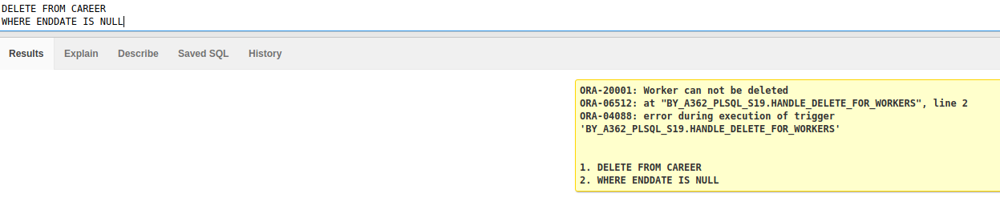 DELETE FROM CAREER
WHERE ENDDATE IS NULL
Results Explain Describe Saved SQL History
ORA-20001: Worker can not be deleted
ORA-06512: at "BY_A362_PLSQL_S19.HANDLE_DELETE_FOR_WORKERS", line 2
ORA-04088: error during execution of trigger
'BY_A362_PLSQL_S19.HANDLE_DELETE_FOR_WORKERS'
1. DELETE FROM CAREER
2. WHERE ENDDATE IS NULL